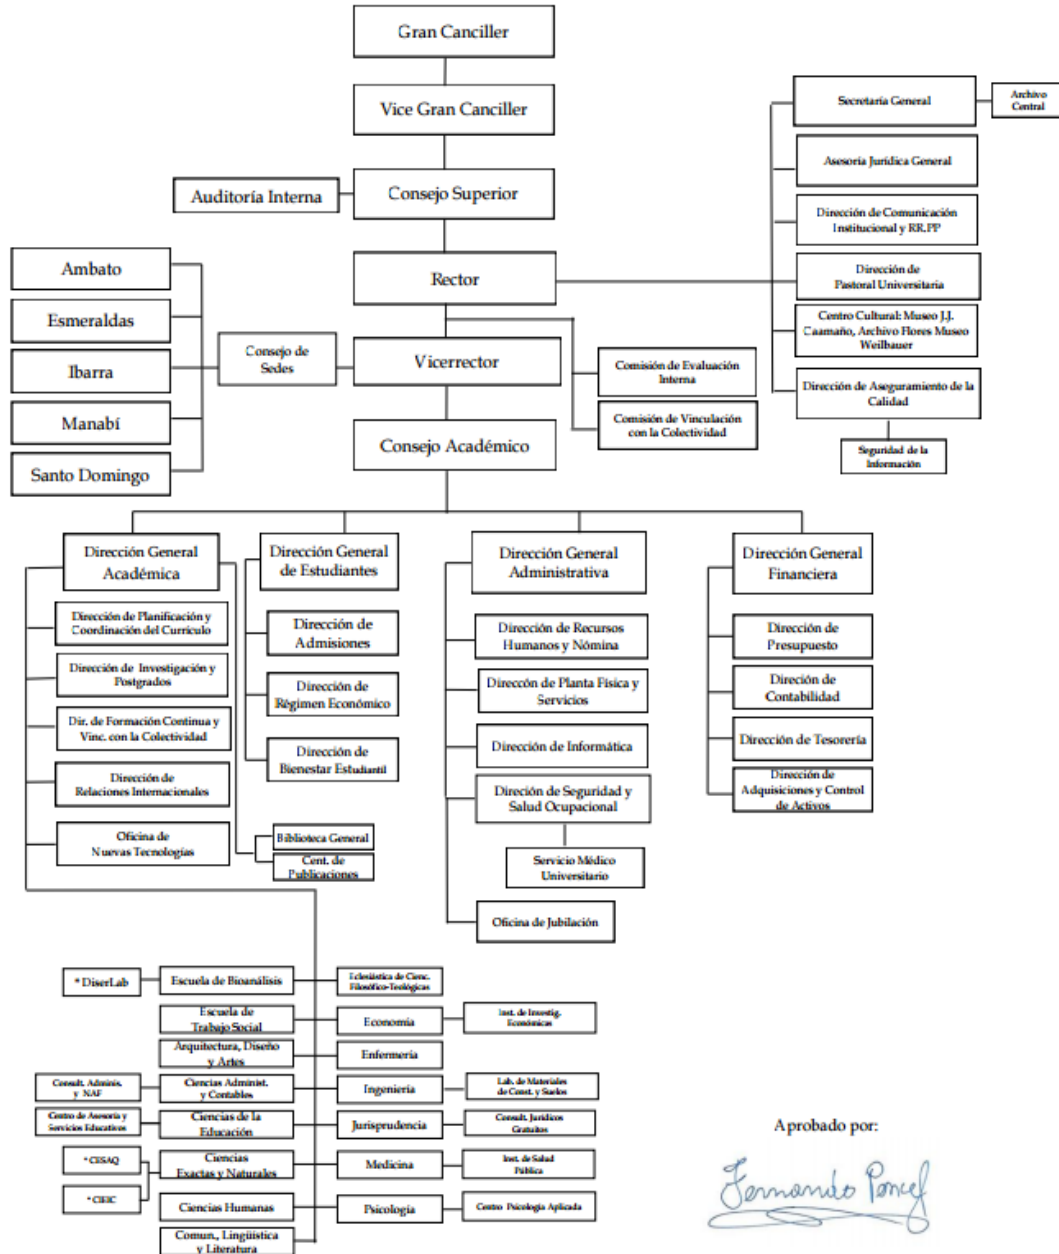 Gran Canciller
Vice Gran Canciller
Secretaría General
Archivo
Central
Asesoría Jurídica General
Auditoría Interna
Consejo Superior
Dirección de Comunicación
Institucional y RR.PP
Ambato
Rector
Dirección de
Pastoral Universitaria
Esmeraldas
Centro Cultural: Museo J.J.
Caamaño, Archivo Flores Museo
Weilbauer
Consejo de
Sedes
Vicerrector
Ibarra
Comisión de Evaluación
Interna
Dirección de Aseguramiento de la
Calidad
Manabí
Comisión de Vinculación
con la Colectividad
Consejo Académico
Seguridad de la
Información
Santo Domingo
Dirección General
Académica
Dirección General
de Estudiantes
Dirección General
Administrativa
Dirección General
Financiera
Dirección de Planificación y
Coordinación del Currículo
Dirección de Investigación y
Postgrados
Dir. de Formación Continua y
Vinc. con la Colectividad
Dirección de
Relaciones Internacionales
Oficina de
Nuevas Tecnologías
Biblioteca General
Cent. de
Publicaciones
Dirección de
Admisiones
Dirección de
Régimen Económico
Dirección de
Bienestar Estudiantil
Dirección de Recursos
Humanos y Nómina
Direccón de Planta Física y
Servicios
Dirección de Informática
Direción de Seguridad y
Salud Ocupacional
Servicio Médico
Universitario
Oficina de Jubilación
Dirección de
Presupuesto
Direción de
Contabilidad
Dirección de Tesorería
Dirección de
Adquisiciones y Control
de Activos
* DiserLab
Escuela de Bioanálisis
Eclesiástica de Cienc.
Filosófico-Teológicas
Escuela de
Trabajo Social
Economía
Inst. de Investig.
Económicas
Arquitectura, Diseño
y Artes
Enfermería
Consult. Adminis.
y NAF
Ciencias Administ.
y Contables
Ingeniería
Lab. de Materiales
de Const. y Suelos
Centro de Asesoría y
Servicios Educativos
Ciencias de la
Educación
Jurisprudencia
Consult. Jurídicos
Gratuitos
* CESAQ
Ciencias
Exactas y Naturales
Medicina
Inst. de Salud
Pública
* CIEIC
Ciencias Humanas
Psicología
Centro Psicología Aplicada
Comun., Lingüística
y Literatura
Aprobado por:
Fernando Ponce